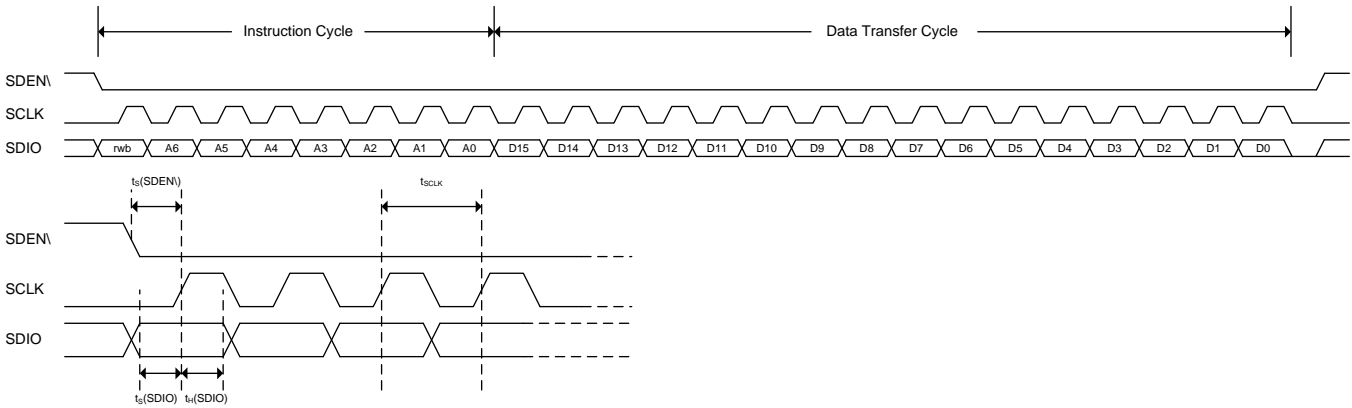 Instruction Cycle Data Transfer Cycle
SDEN\
SCLK
SDIO rwb A6 A5 A4 A3 A2 A1 A0 D15 D14 D13 D12 D11 D10 D9 D8 D7 D6 D5 D4 D3 D2 D1 D0
tS(SDEN\) tSCLK
SDEN\
SCLK
SDIO
tS(SDIO) tH(SDIO)